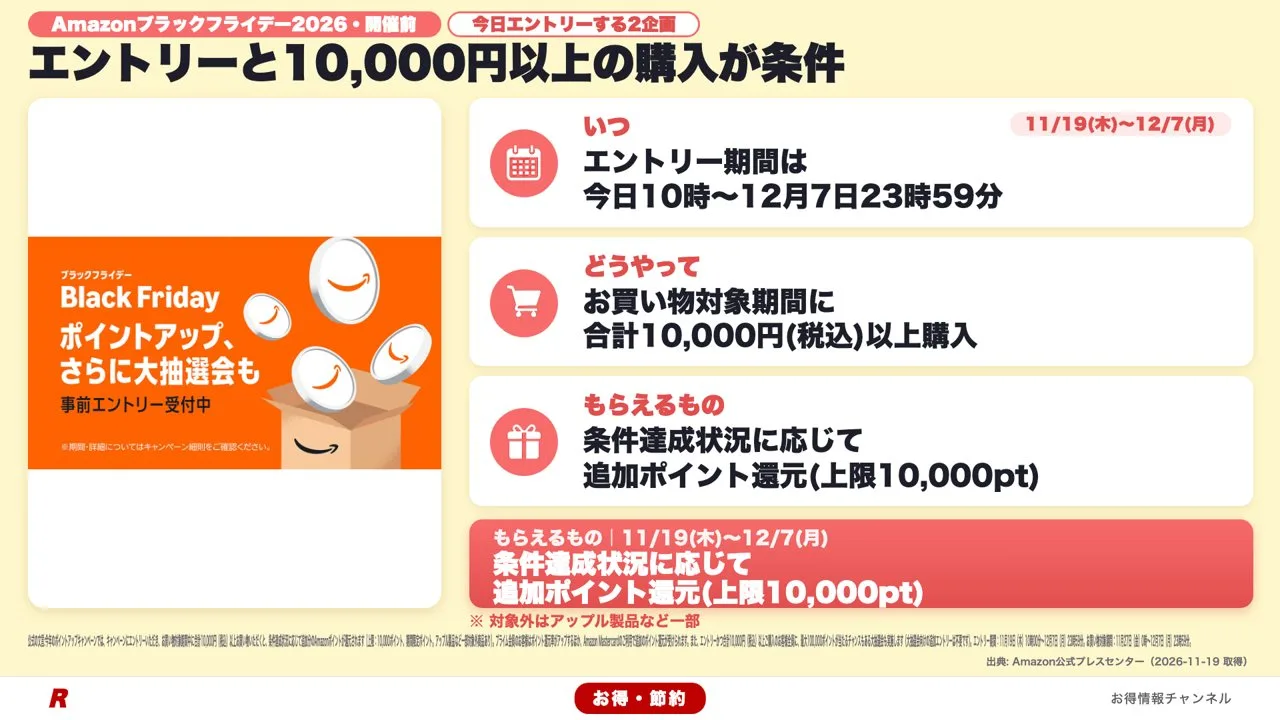 Amazonブラックフライデー2026・開催前
今日エントリーする2企画
エントリーと10,000円以上の購入が条件
ブラックフライデー
Black Friday
ポイントアップ、
さらに大抽選会も
事前エントリー受付中
※期間・詳細についてはキャンペーン細則をご確認ください。
いつ
11/19(木)〜12/7(月)
エントリー期間は
今日10時〜12月7日23時59分
どうやって
お買い物対象期間に
合計10,000円(税込)以上購入
もらえるもの
条件達成状況に応じて
追加ポイント還元(上限10,000pt)
もらえるもの｜11/19(木)〜12/7(月)
条件達成状況に応じて
追加ポイント還元(上限10,000pt)
※ 対象外はアップル製品など一部
出典: Amazon公式プレスセンター（2026-11-19 取得）
R
お得・節約
お得情報チャンネル